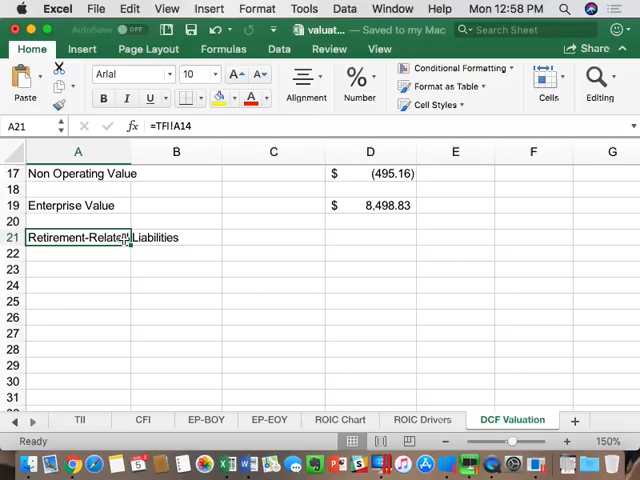 Excel File Edit View Insert Format Tools Data Window Help Mon 12:58 PM
AutoSave OFF valuat... — Saved to my Mac Search Sheet
Home Insert Page Layout Formulas Data Review View Share
Paste Arial 10 A A Alignment % Number Conditional Formatting Format as Table Cell Styles Cells Editing
B I U A
A21 fx =TFI!A14
A B C D E F G
17 Non Operating Value $ (495.16)
18
19 Enterprise Value $ 8,498.83
20
21 Retirement-Related Liabilities
22
23
24
25
26
27
28
29
30
31
TII CFI EP-BOY EP-EOY ROIC Chart ROIC Drivers DCF Valuation
Ready 150%